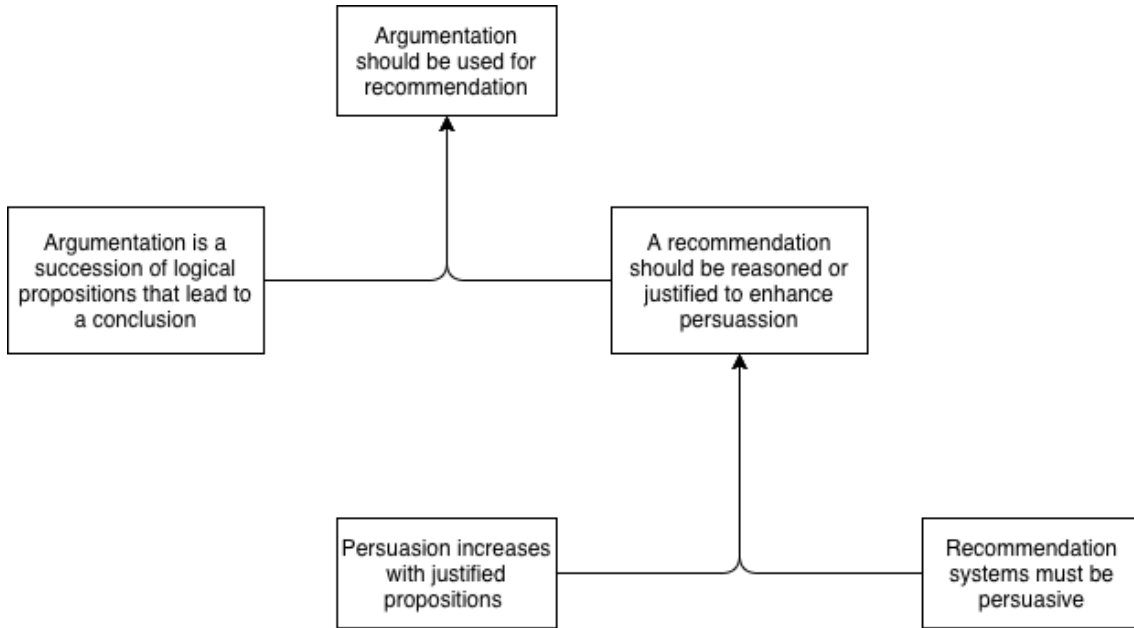 Argumentation
should be used for
recommendation
Argumentation is a
succession of logical
propositions that lead to
a conclusion
A recommendation
should be reasoned or
justified to enhance
persuassion
Persuasion increases
with justified
propositions
Recommendation
systems must be
persuasive